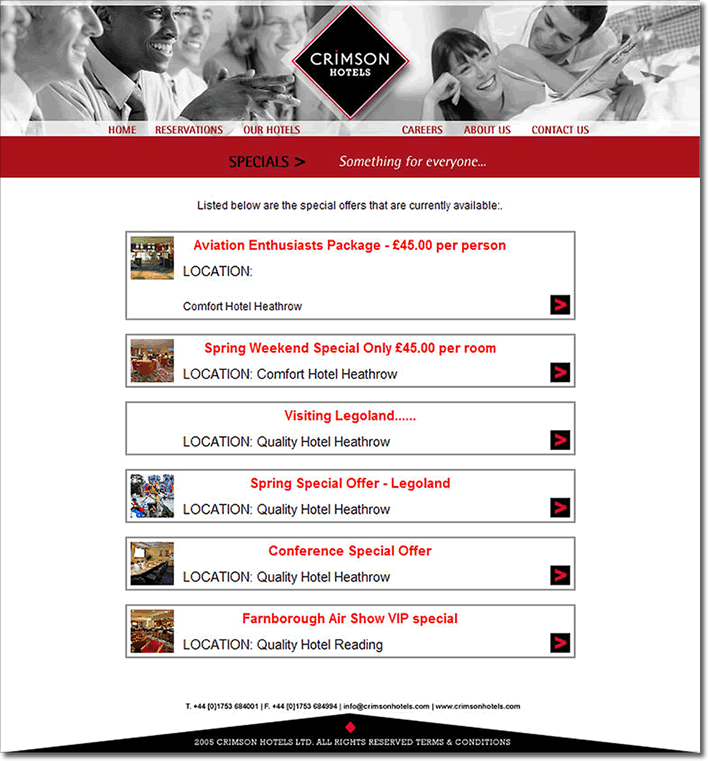 CRIMSON
HOTELS
HOME RESERVATIONS OUR HOTELS CAREERS ABOUT US CONTACT US
SPECIALS > Something for everyone...
Listed below are the special offers that are currently available:.
Aviation Enthusiasts Package - £45.00 per person
LOCATION:
Comfort Hotel Heathrow
>
Spring Weekend Special Only £45.00 per room
LOCATION: Comfort Hotel Heathrow
>
Visiting Legoland......
LOCATION: Quality Hotel Heathrow
>
Spring Special Offer - Legoland
LOCATION: Quality Hotel Heathrow
>
Conference Special Offer
LOCATION: Quality Hotel Heathrow
>
Farnborough Air Show VIP special
LOCATION: Quality Hotel Reading
>
T. +44 [0]1753 684001 | F. +44 [0]1753 684994 | info@crimsonhotels.com | www.crimsonhotels.com
2005 CRIMSON HOTELS LTD. ALL RIGHTS RESERVED TERMS & CONDITIONS